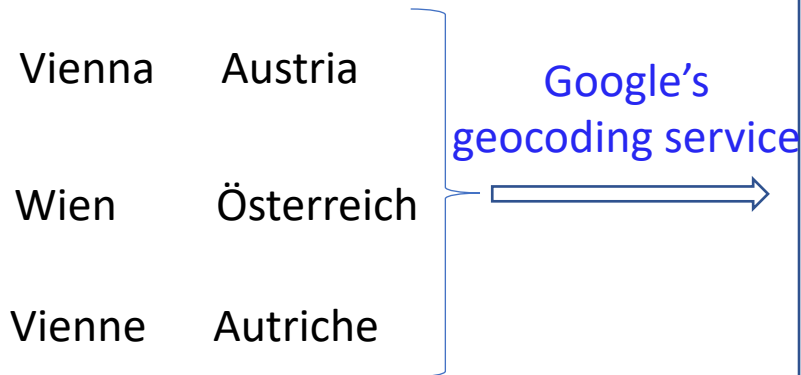 Vienna Austria
Google's
geocoding service
Wien Österreich
Vienne Autriche